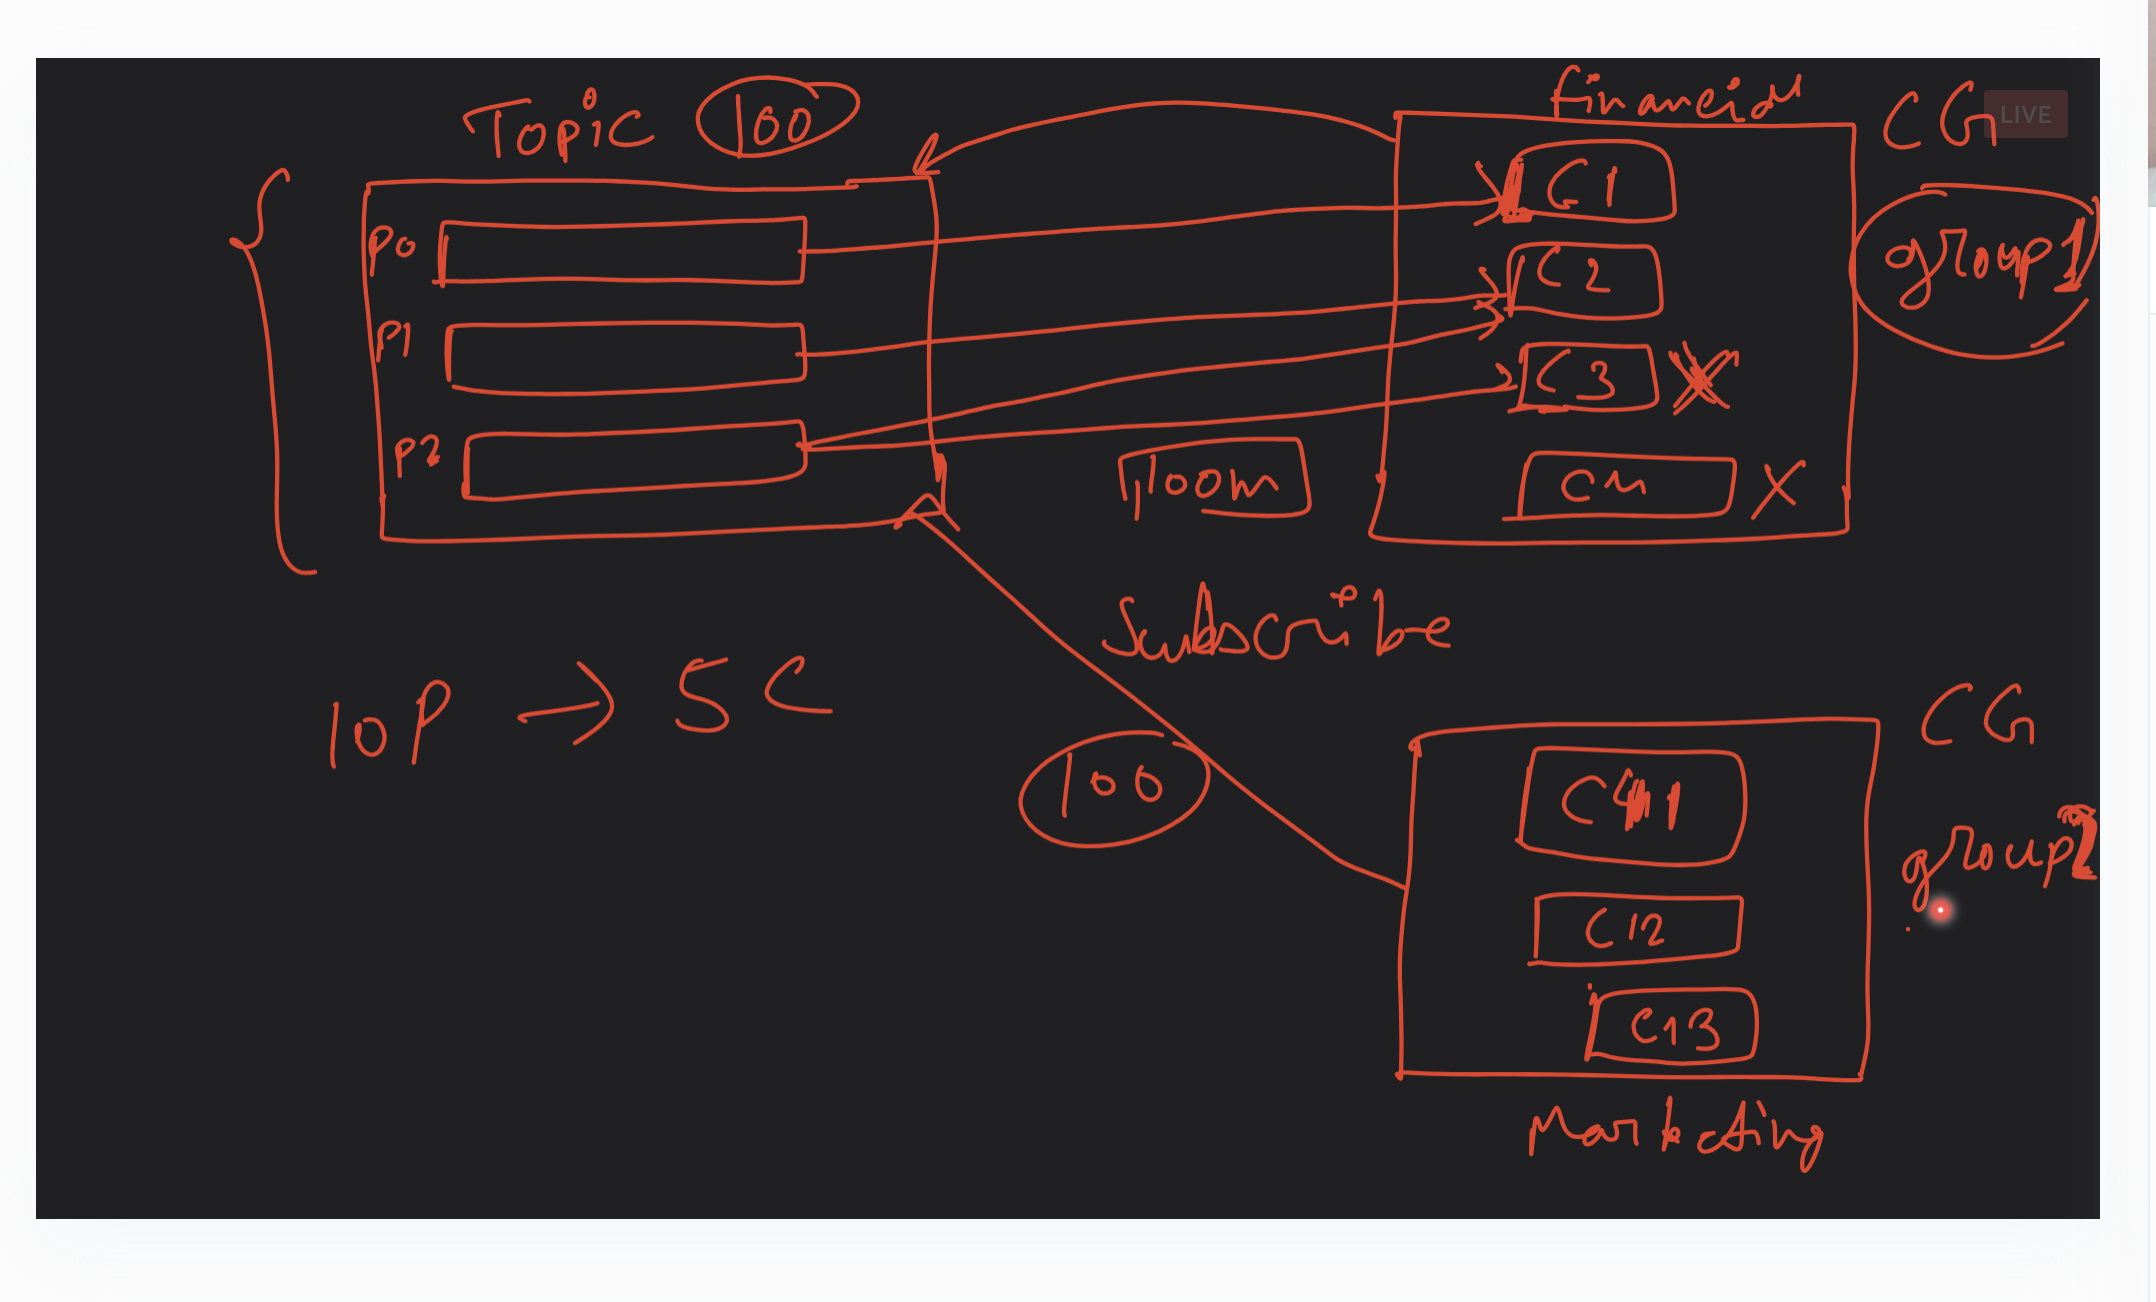 Topic 100
P0
P1
P2
financial
CG
LIVE
C1
C2
C3
group1
100m
Subscribe
10P → 5C
100
CG
group2
C11
C12
C13
Marketing